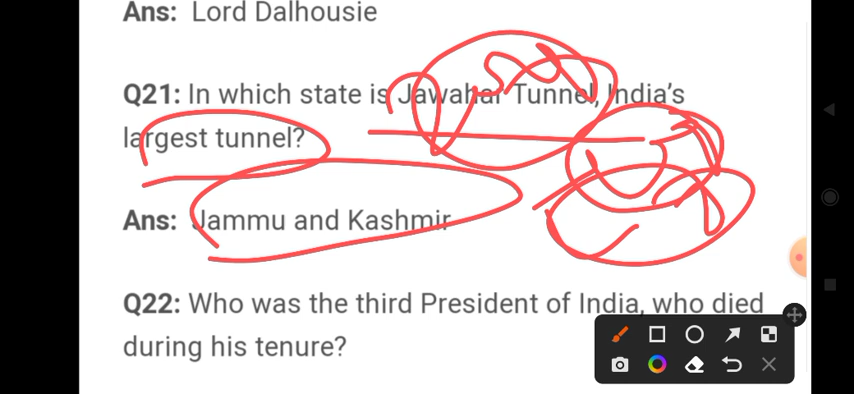 Ans: Lord Dalhousie
Q21: In which state is Jawahar Tunnel, India's
largest tunnel?
Ans: Jammu and Kashmir
Q22: Who was the third President of India, who died
during his tenure?